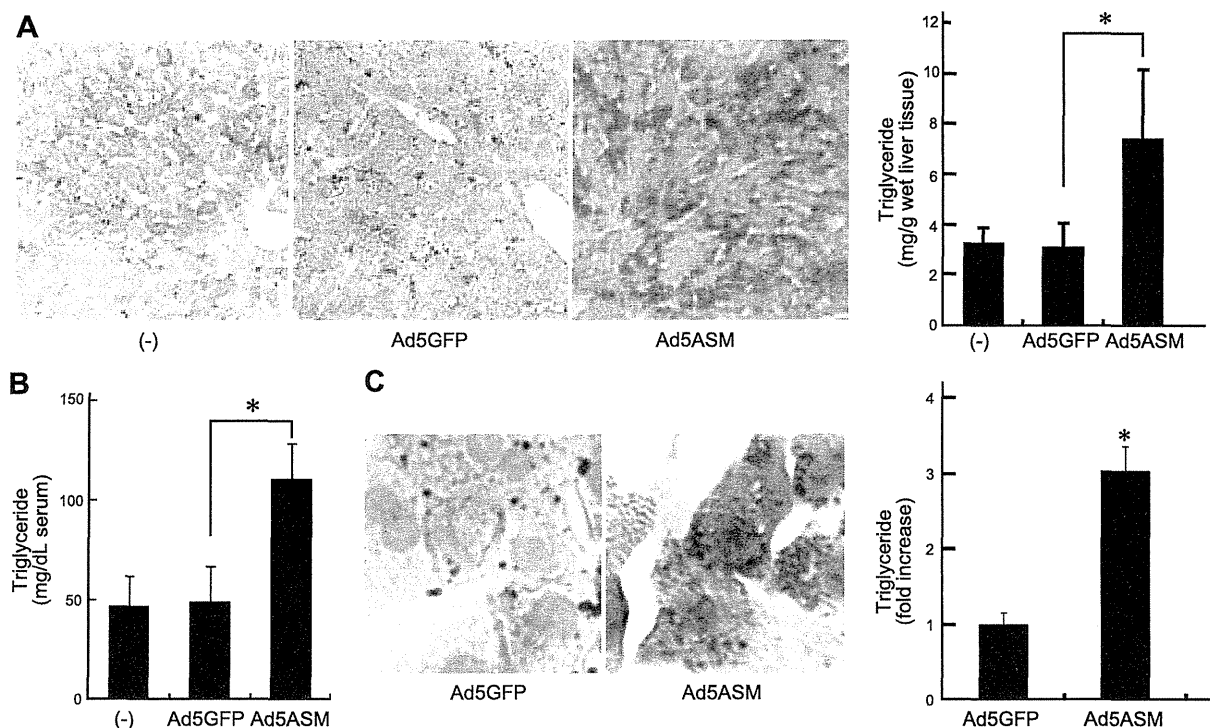 A
(-)
Ad5GFP
Ad5ASM
Triglyceride
(mg/g wet liver tissue)
12
10
8
6
4
2
0
*
(-)
Ad5GFP
Ad5ASM
B
Triglyceride
(mg/dL serum)
150
100
50
0
*
(-)
Ad5GFP
Ad5ASM
C
Ad5GFP
Ad5ASM
Triglyceride
(fold increase)
4
3
2
1
0
*
Ad5GFP
Ad5ASM